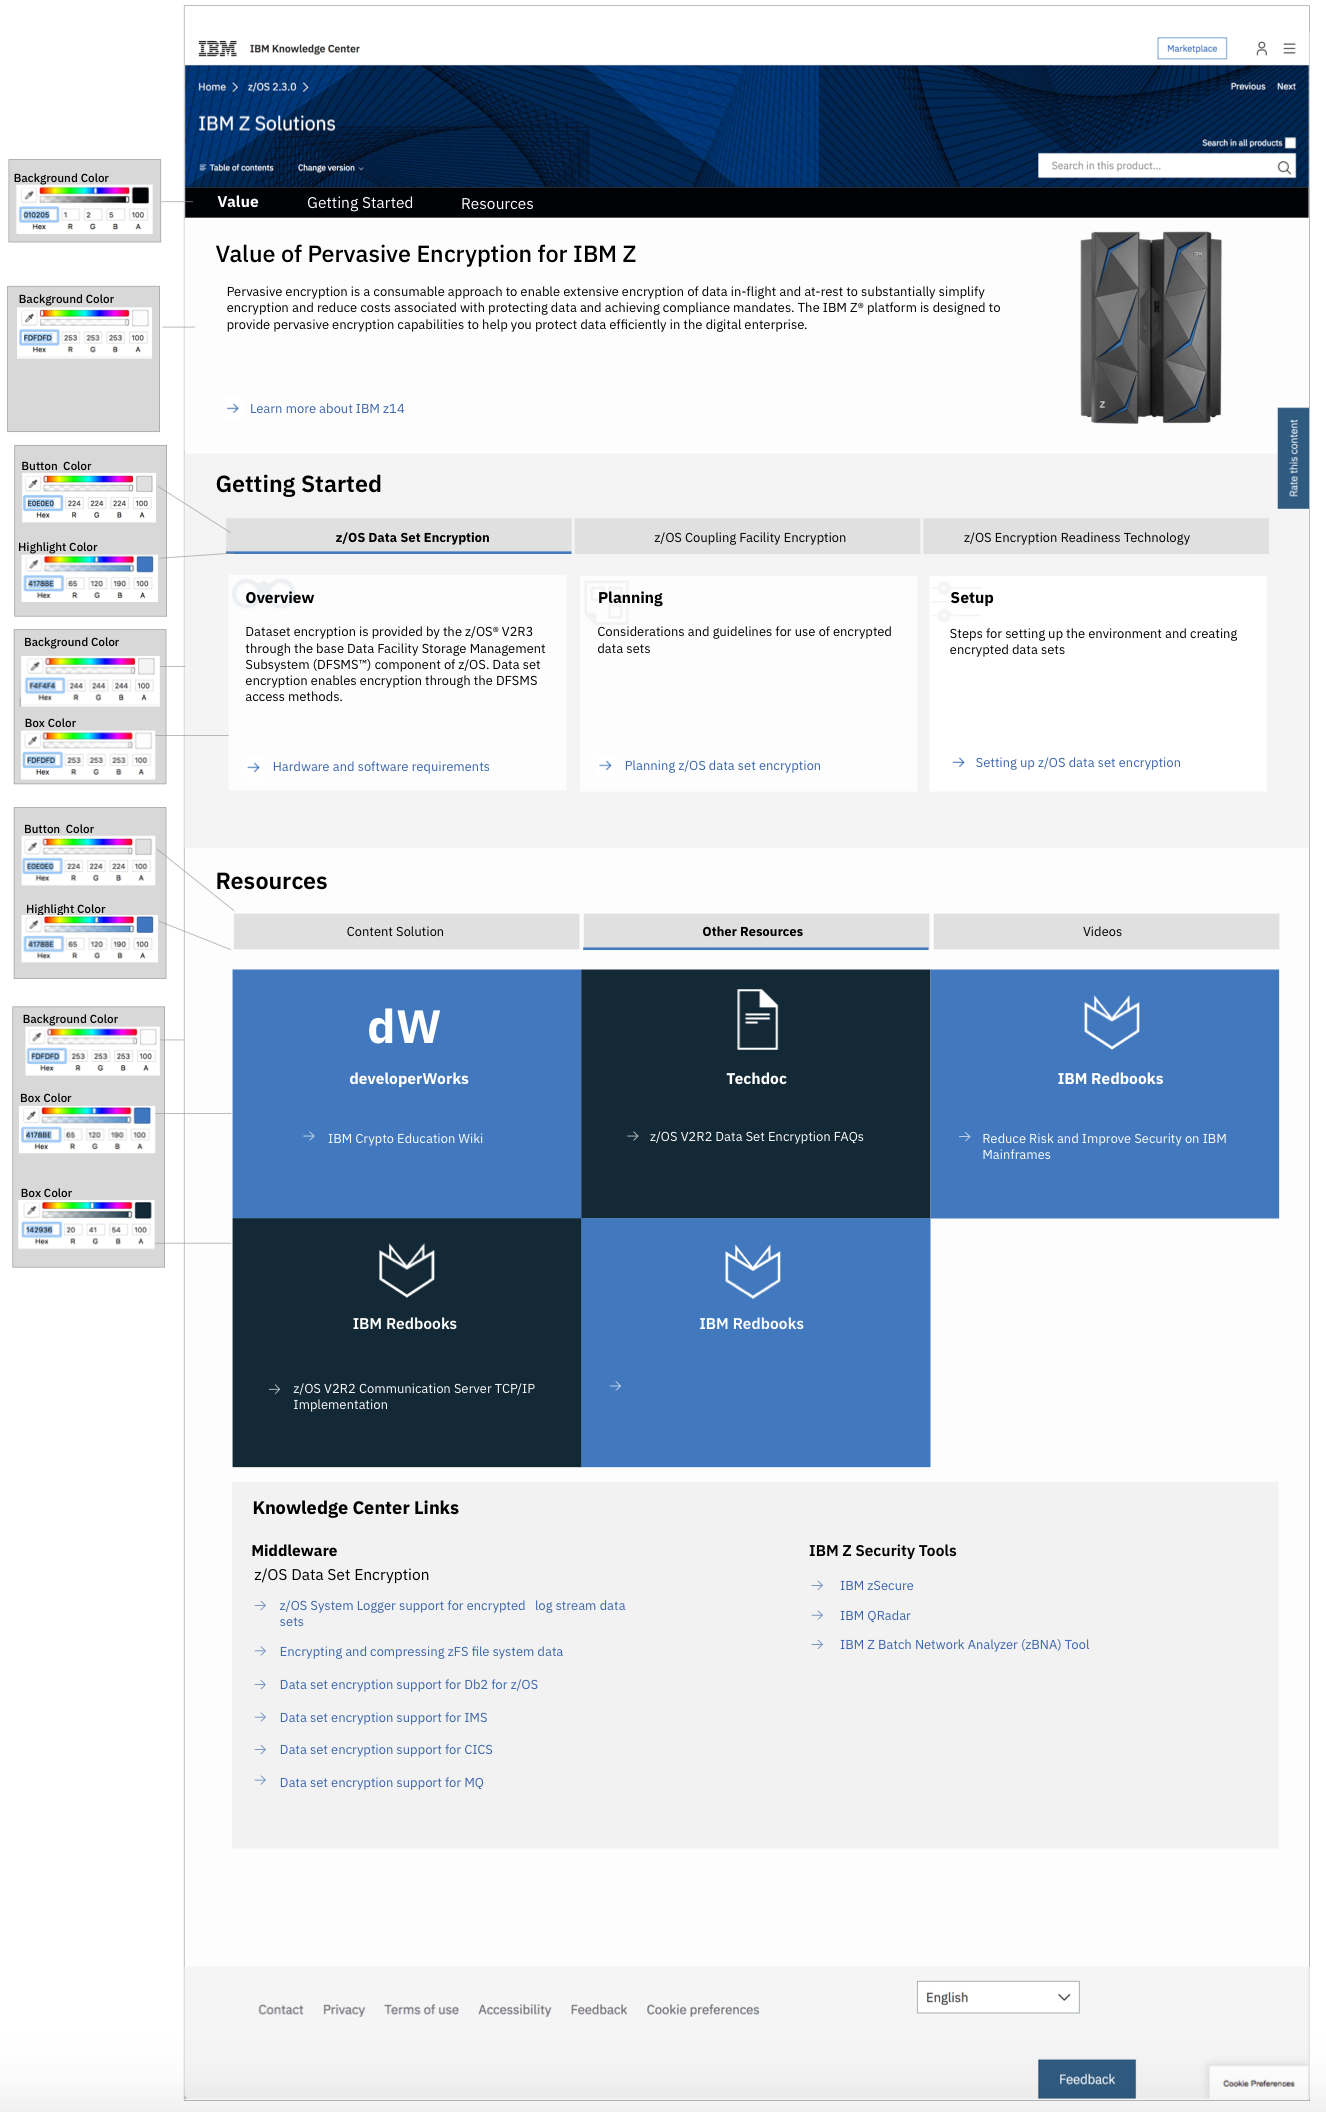 IBM IBM Knowledge Center
Marketplace
Home z/OS 2.3.0
Previous Next
IBM Z Solutions
Search in all products
Table of contents Change version
Search in this product...
Value Getting Started Resources
Value of Pervasive Encryption for IBM Z
Pervasive encryption is a consumable approach to enable extensive encryption of data in-flight and at-rest to substantially simplify
encryption and reduce costs associated with protecting data and achieving compliance mandates. The IBM Z® platform is designed to
provide pervasive encryption capabilities to help you protect data efficiently in the digital enterprise.
Learn more about IBM z14
IBM
Z
Rate this content
Getting Started
z/OS Data Set Encryption
z/OS Coupling Facility Encryption
z/OS Encryption Readiness Technology
Overview
Dataset encryption is provided by the z/OS® V2R3
through the base Data Facility Storage Management
Subsystem (DFSMS™) component of z/OS. Data set
encryption enables encryption through the DFSMS
access methods.
Hardware and software requirements
Planning
Considerations and guidelines for use of encrypted
data sets
Planning z/OS data set encryption
Setup
Steps for setting up the environment and creating
encrypted data sets
Setting up z/OS data set encryption
Resources
Content Solution
Other Resources
Videos
dW
developerWorks
IBM Crypto Education Wiki
Techdoc
z/OS V2R2 Data Set Encryption FAQs
IBM Redbooks
Reduce Risk and Improve Security on IBM
Mainframes
IBM Redbooks
z/OS V2R2 Communication Server TCP/IP
Implementation
IBM Redbooks
Knowledge Center Links
Middleware
z/OS Data Set Encryption
z/OS System Logger support for encrypted log stream data
sets
Encrypting and compressing zFS file system data
Data set encryption support for Db2 for z/OS
Data set encryption support for IMS
Data set encryption support for CICS
Data set encryption support for MQ
IBM Z Security Tools
IBM zSecure
IBM QRadar
IBM Z Batch Network Analyzer (zBNA) Tool
Contact Privacy Terms of use Accessibility Feedback Cookie preferences
English
Feedback
Cookie Preferences
Background Color
010205 1 2 5 100
Hex R G B A
Background Color
FDFDFD 253 253 253 100
Hex R G B A
Button Color
E0E0E0 224 224 224 100
Hex R G B A
Highlight Color
4178BE 65 120 190 100
Hex R G B A
Background Color
F4F4F4 244 244 244 100
Hex R G B A
Box Color
FDFDFD 253 253 253 100
Hex R G B A
Button Color
E0E0E0 224 224 224 100
Hex R G B A
Highlight Color
4178BE 65 120 190 100
Hex R G B A
Background Color
FDFDFD 253 253 253 100
Hex R G B A
Box Color
4178BE 65 120 190 100
Hex R G B A
Box Color
142936 20 41 54 100
Hex R G B A